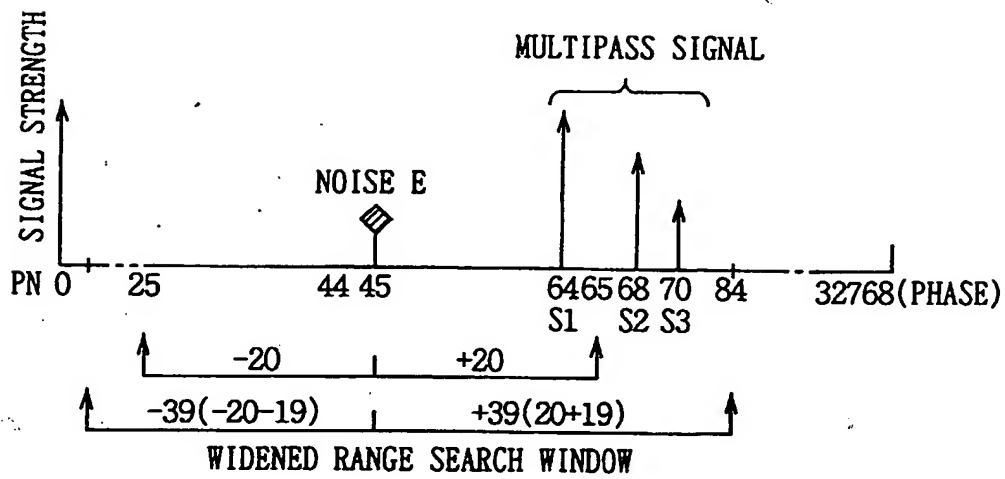 SIGNAL STRENGTH
MULTIPASS SIGNAL
NOISE E
PN 0 25 44 45 64 65 68 70 84 32768(PHASE)
S1 S2 S3
-20 +20
-39(-20-19) +39(20+19)
WIDENED RANGE SEARCH WINDOW